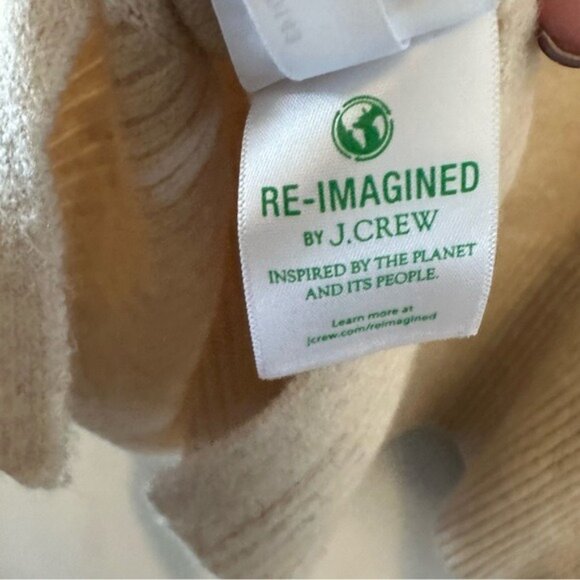 RE-IMAGINED
BY J.CREW
INSPIRED BY THE PLANET
AND ITS PEOPLE.
Learn more at
jcrew.com/reimagined